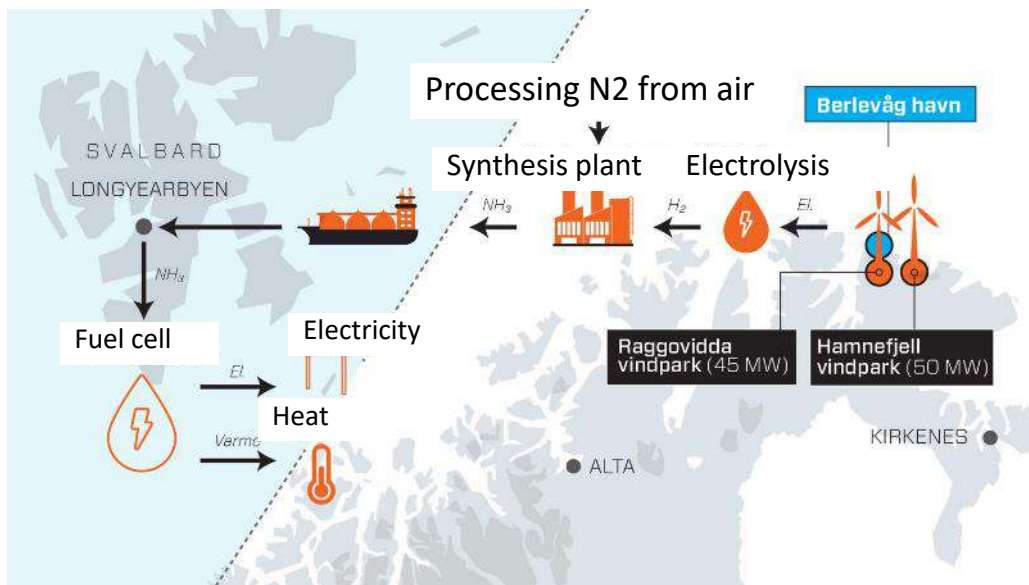 Processing N2 from air
Berlevåg havn
SVALBARD
LONGYEARBYEN
Synthesis plant
Electrolysis
NH₃
H₂
El.
NH₃
Fuel cell
Electricity
El.
Heat
Varme
Raggovidda
vindpark (45 MW)
Hamnefjell
vindpark (50 MW)
KIRKENES
ALTA